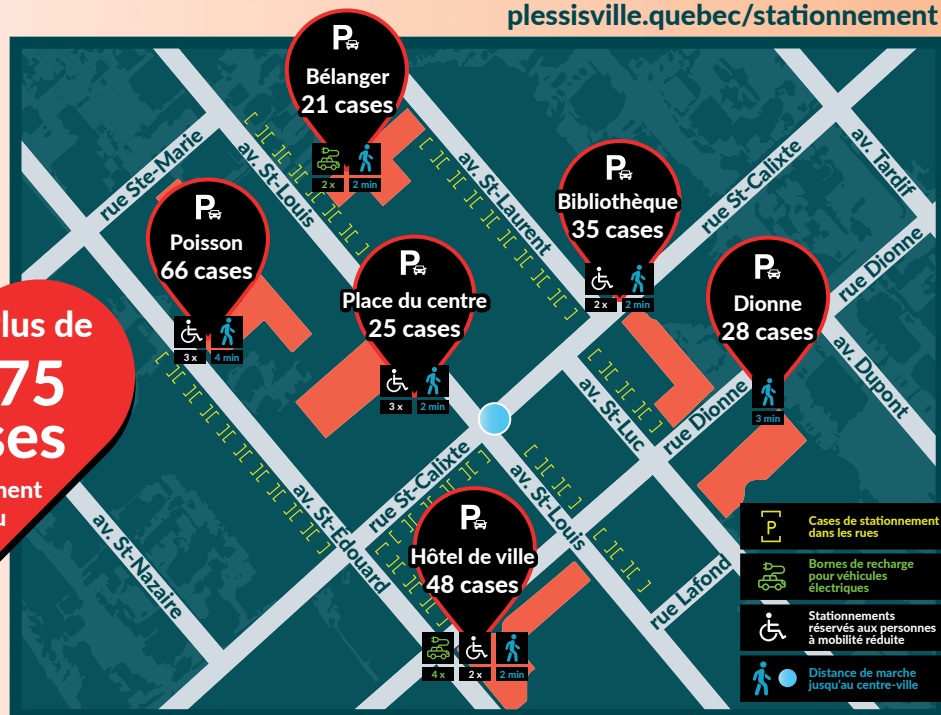 plessisville.quebec/stationnement
P
Bélanger
21 cases
2 x
2 min
P
Poisson
66 cases
3 x
4 min
P
Place du centre
25 cases
3 x
2 min
P
Bibliothèque
35 cases
2 x
2 min
P
Dionne
28 cases
3 min
P
Hôtel de ville
48 cases
4 x
2 x
2 min
rue Ste-Marie
av. St-Louis
av. St-Laurent
rue St-Calixte
av. Tardif
rue Dionne
av. Dupont
av. St-Luc
rue Dionne
rue St-Calixte
av. St-Louis
av. St-Édouard
av. St-Nazaire
rue Lafond
lus de
75
ses
ment
u
P
Cases de stationnement
dans les rues
Bornes de recharge
pour véhicules
électriques
Stationnements
réservés aux personnes
à mobilité réduite
Distance de marche
jusqu'au centre-ville